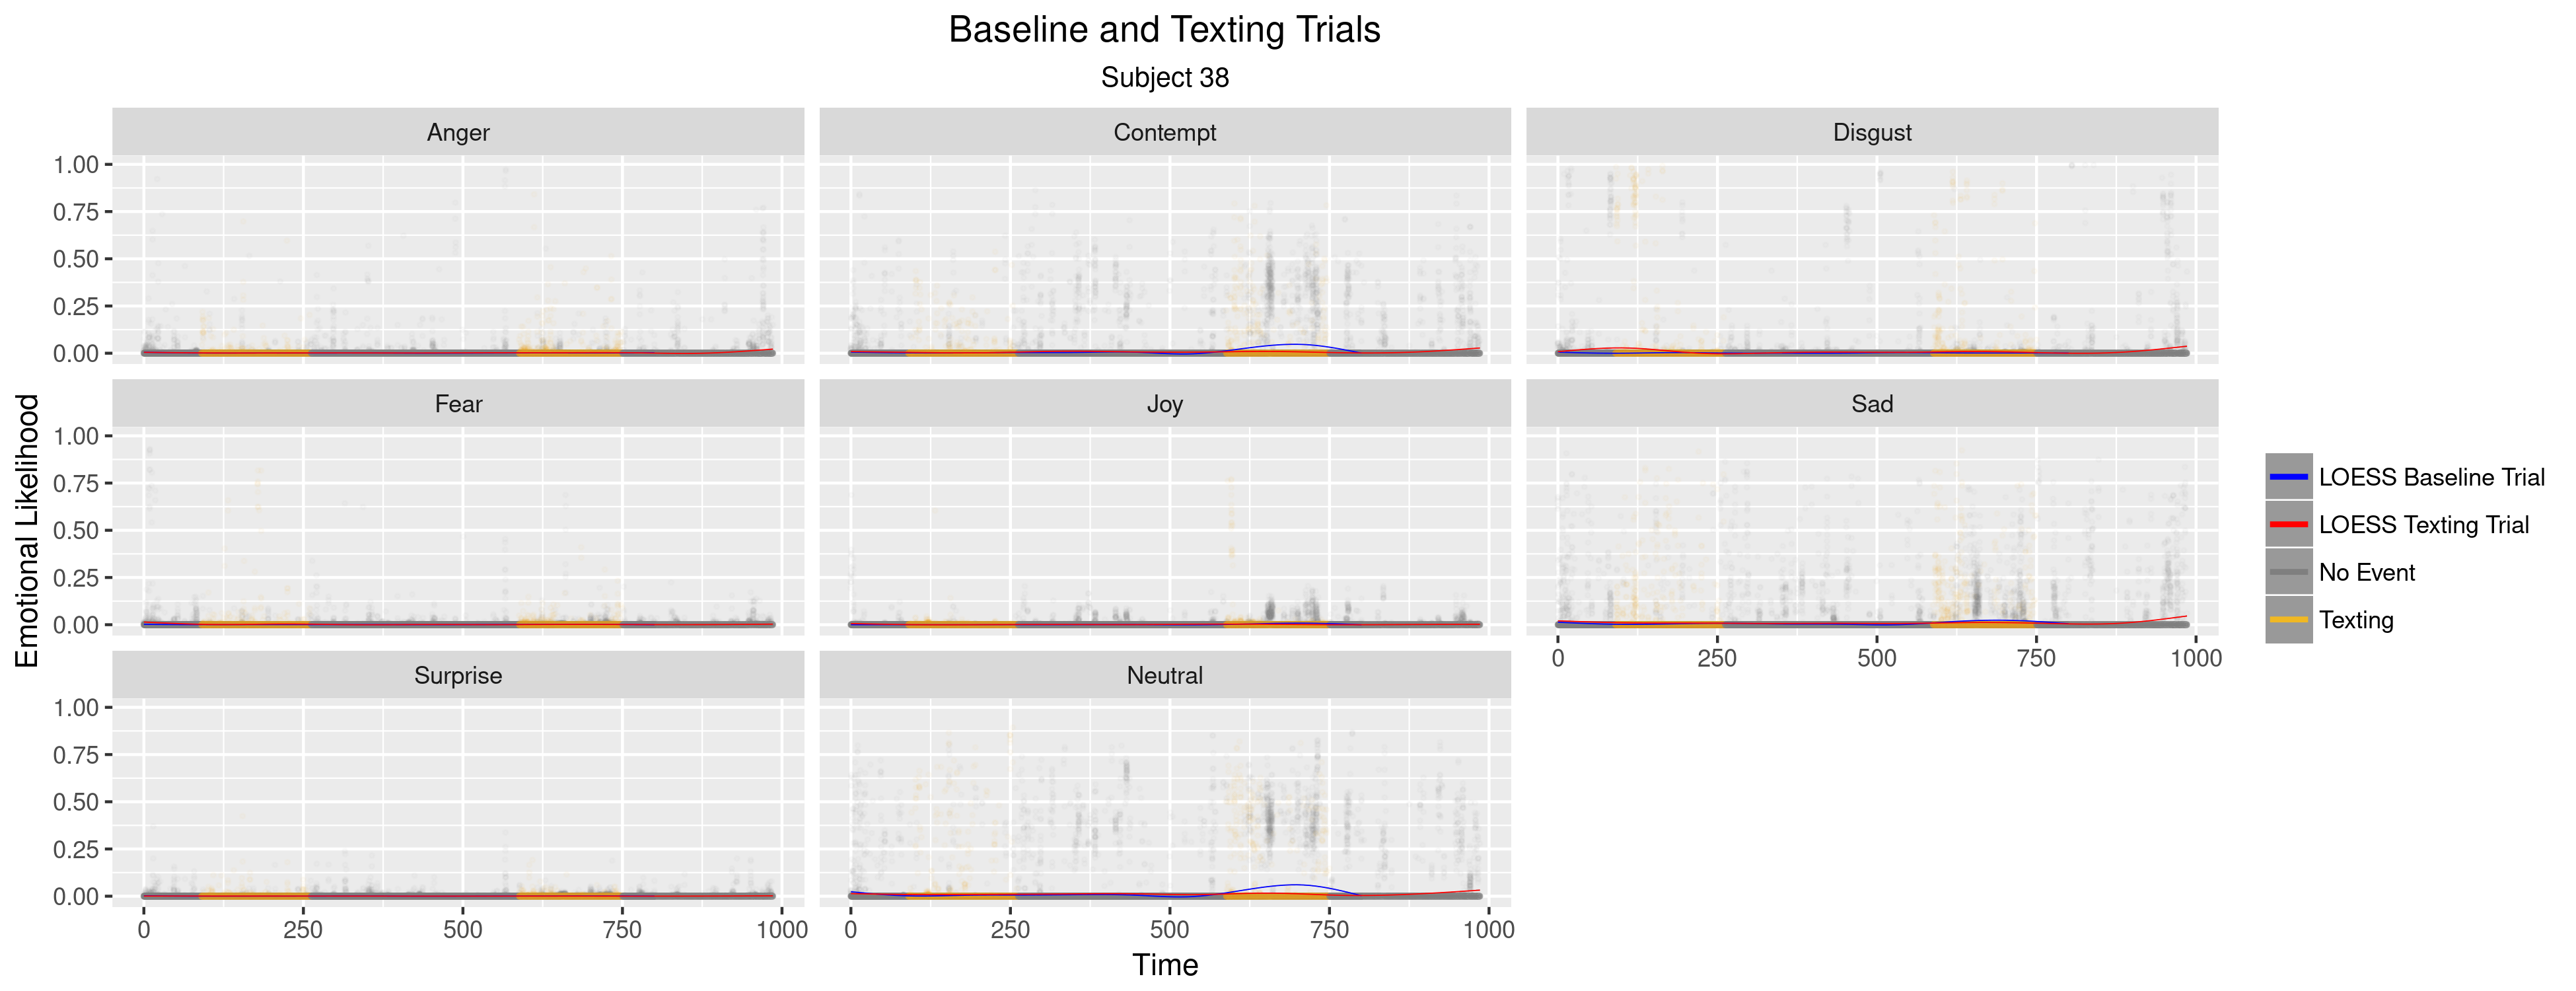 Baseline and Texting Trials
Subject 38
Anger
Contempt
Disgust
1.00
0.75
0.50
0.25
0.00
Fear
Joy
Sad
1.00
0.75
0.50
0.25
0.00
0 250 500 750 1000
Surprise
Neutral
1.00
0.75
0.50
0.25
0.00
0 250 500 750 1000
0 250 500 750 1000
Emotional Likelihood
Time
LOESS Baseline Trial
LOESS Texting Trial
No Event
Texting